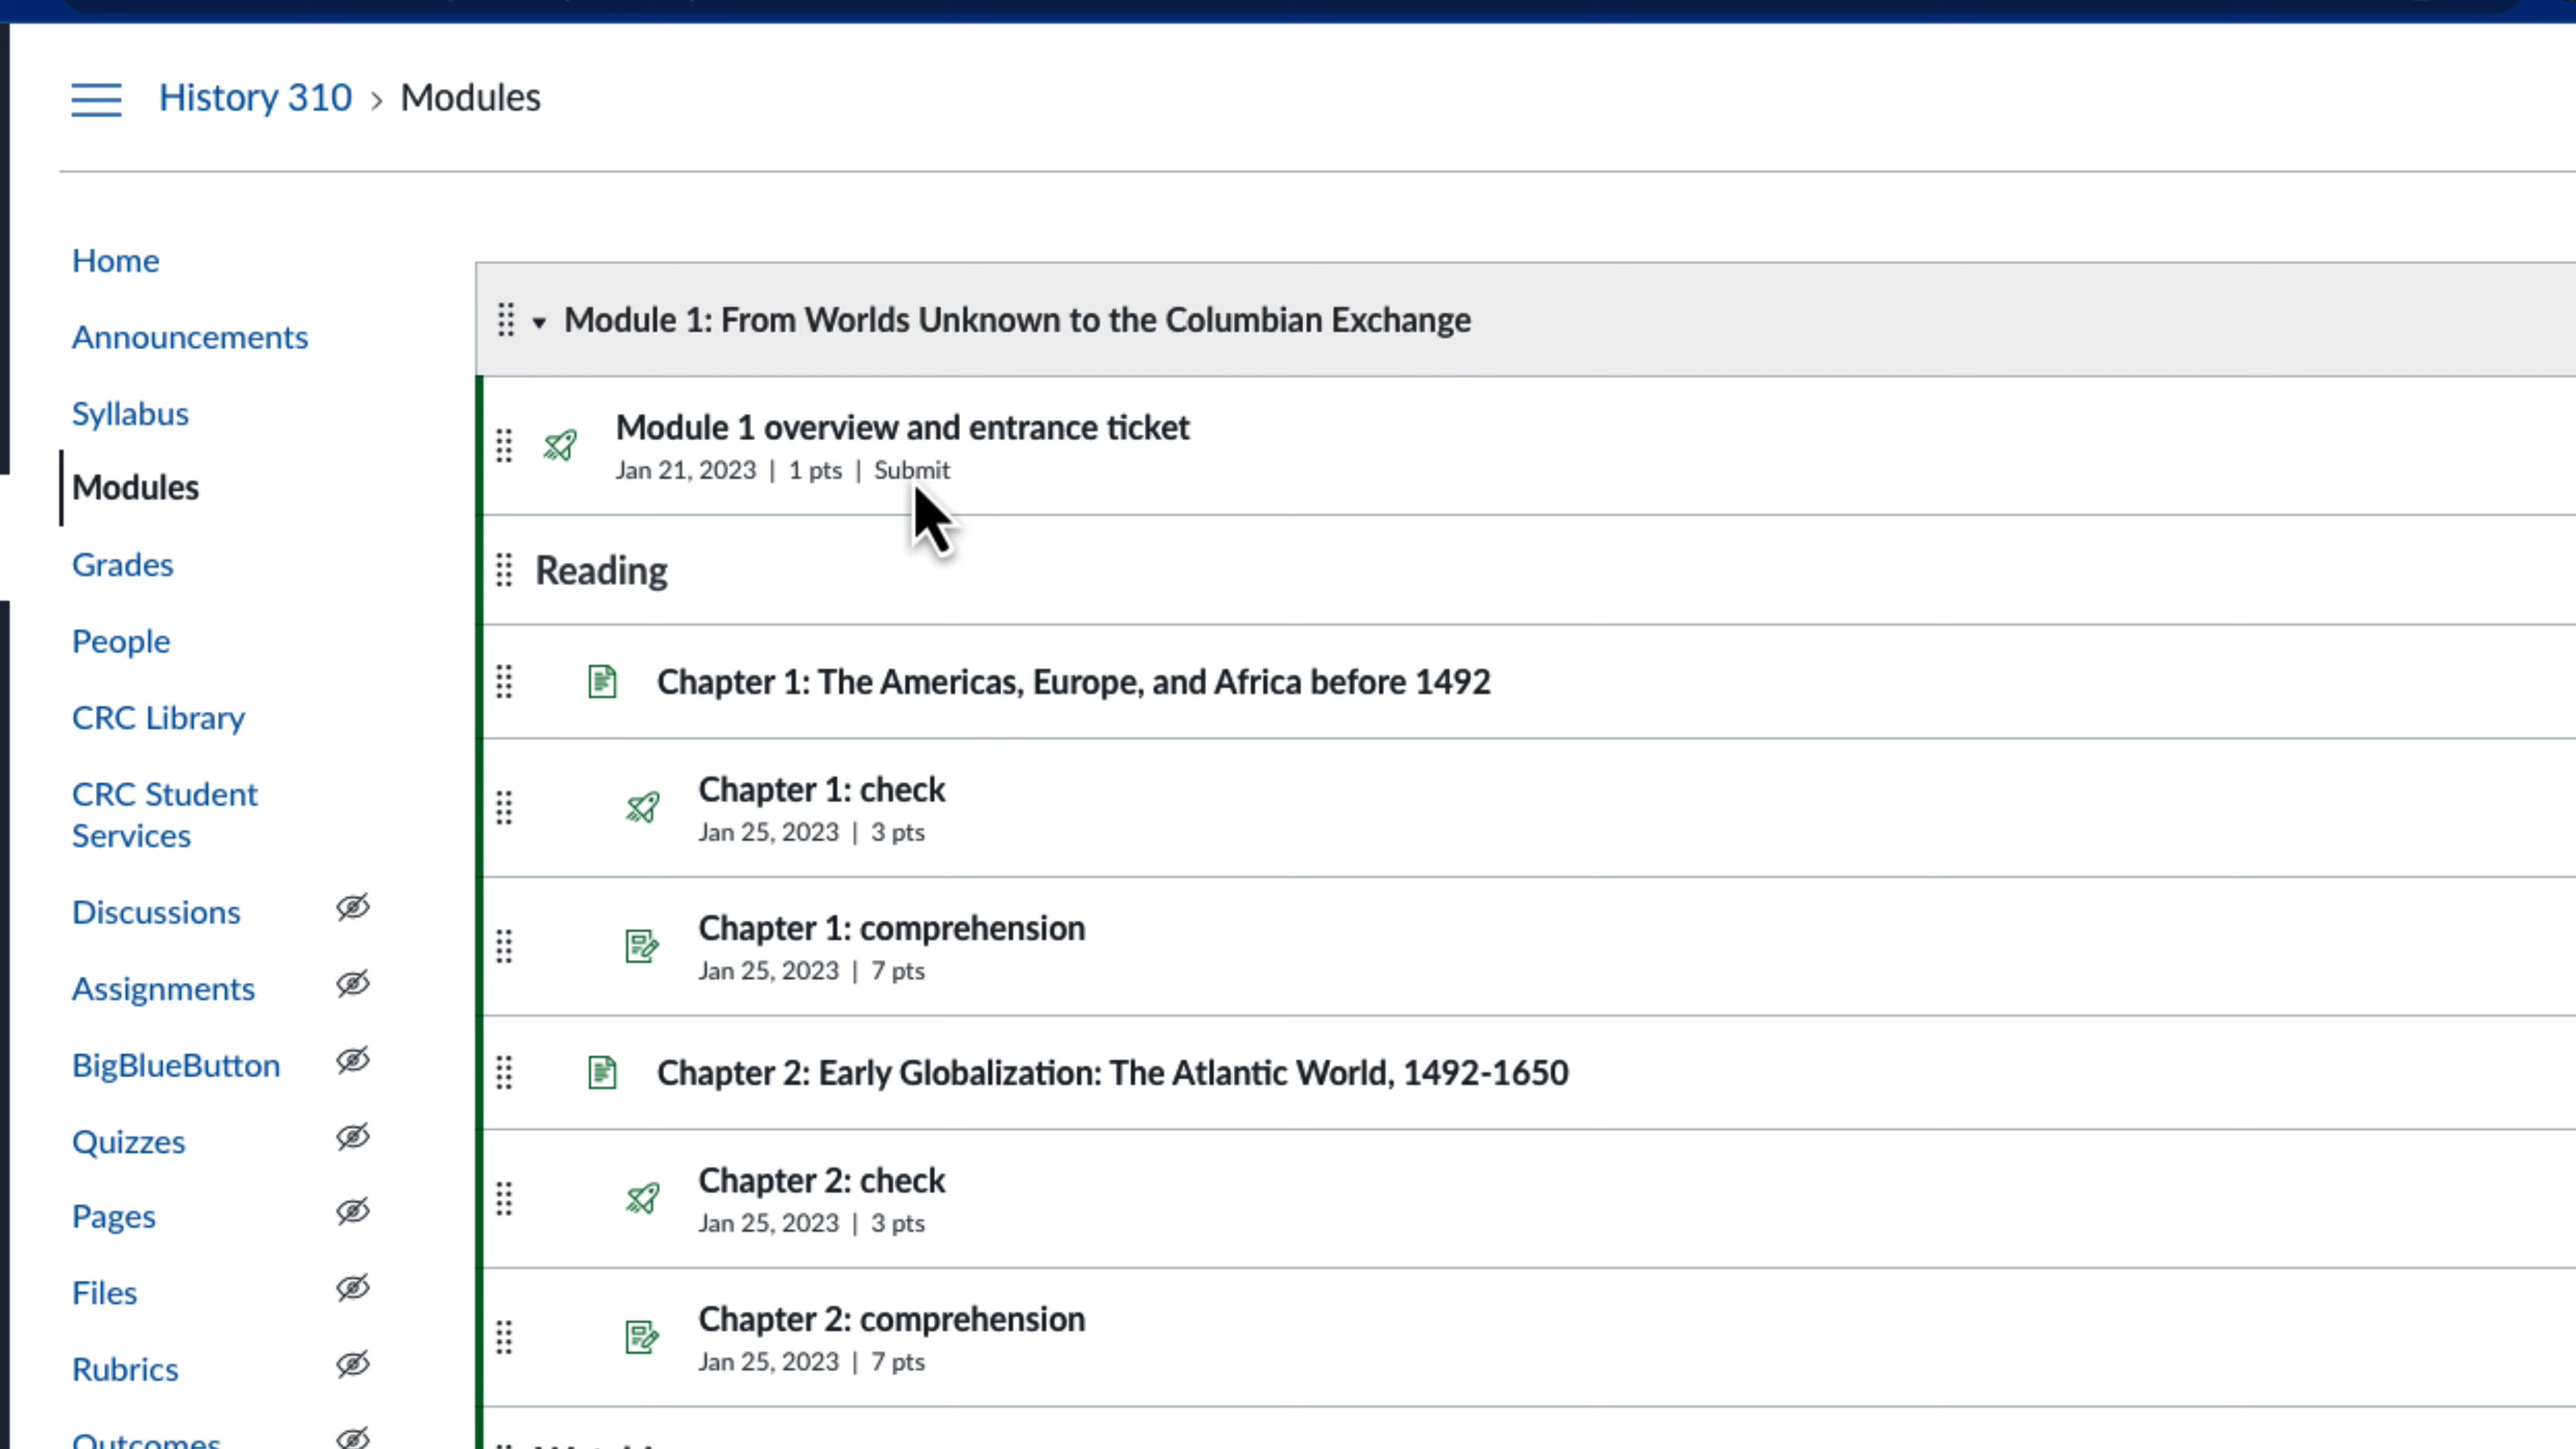 History 310 > Modules
Home
Announcements
Syllabus
Modules
Grades
People
CRC Library
CRC Student
Services
Discussions
Assignments
BigBlueButton
Quizzes
Pages
Files
Rubrics
Outcomes
Module 1: From Worlds Unknown to the Columbian Exchange
Module 1 overview and entrance ticket
Jan 21, 2023 | 1 pts | Submit
Reading
Chapter 1: The Americas, Europe, and Africa before 1492
Chapter 1: check
Jan 25, 2023 | 3 pts
Chapter 1: comprehension
Jan 25, 2023 | 7 pts
Chapter 2: Early Globalization: The Atlantic World, 1492-1650
Chapter 2: check
Jan 25, 2023 | 3 pts
Chapter 2: comprehension
Jan 25, 2023 | 7 pts